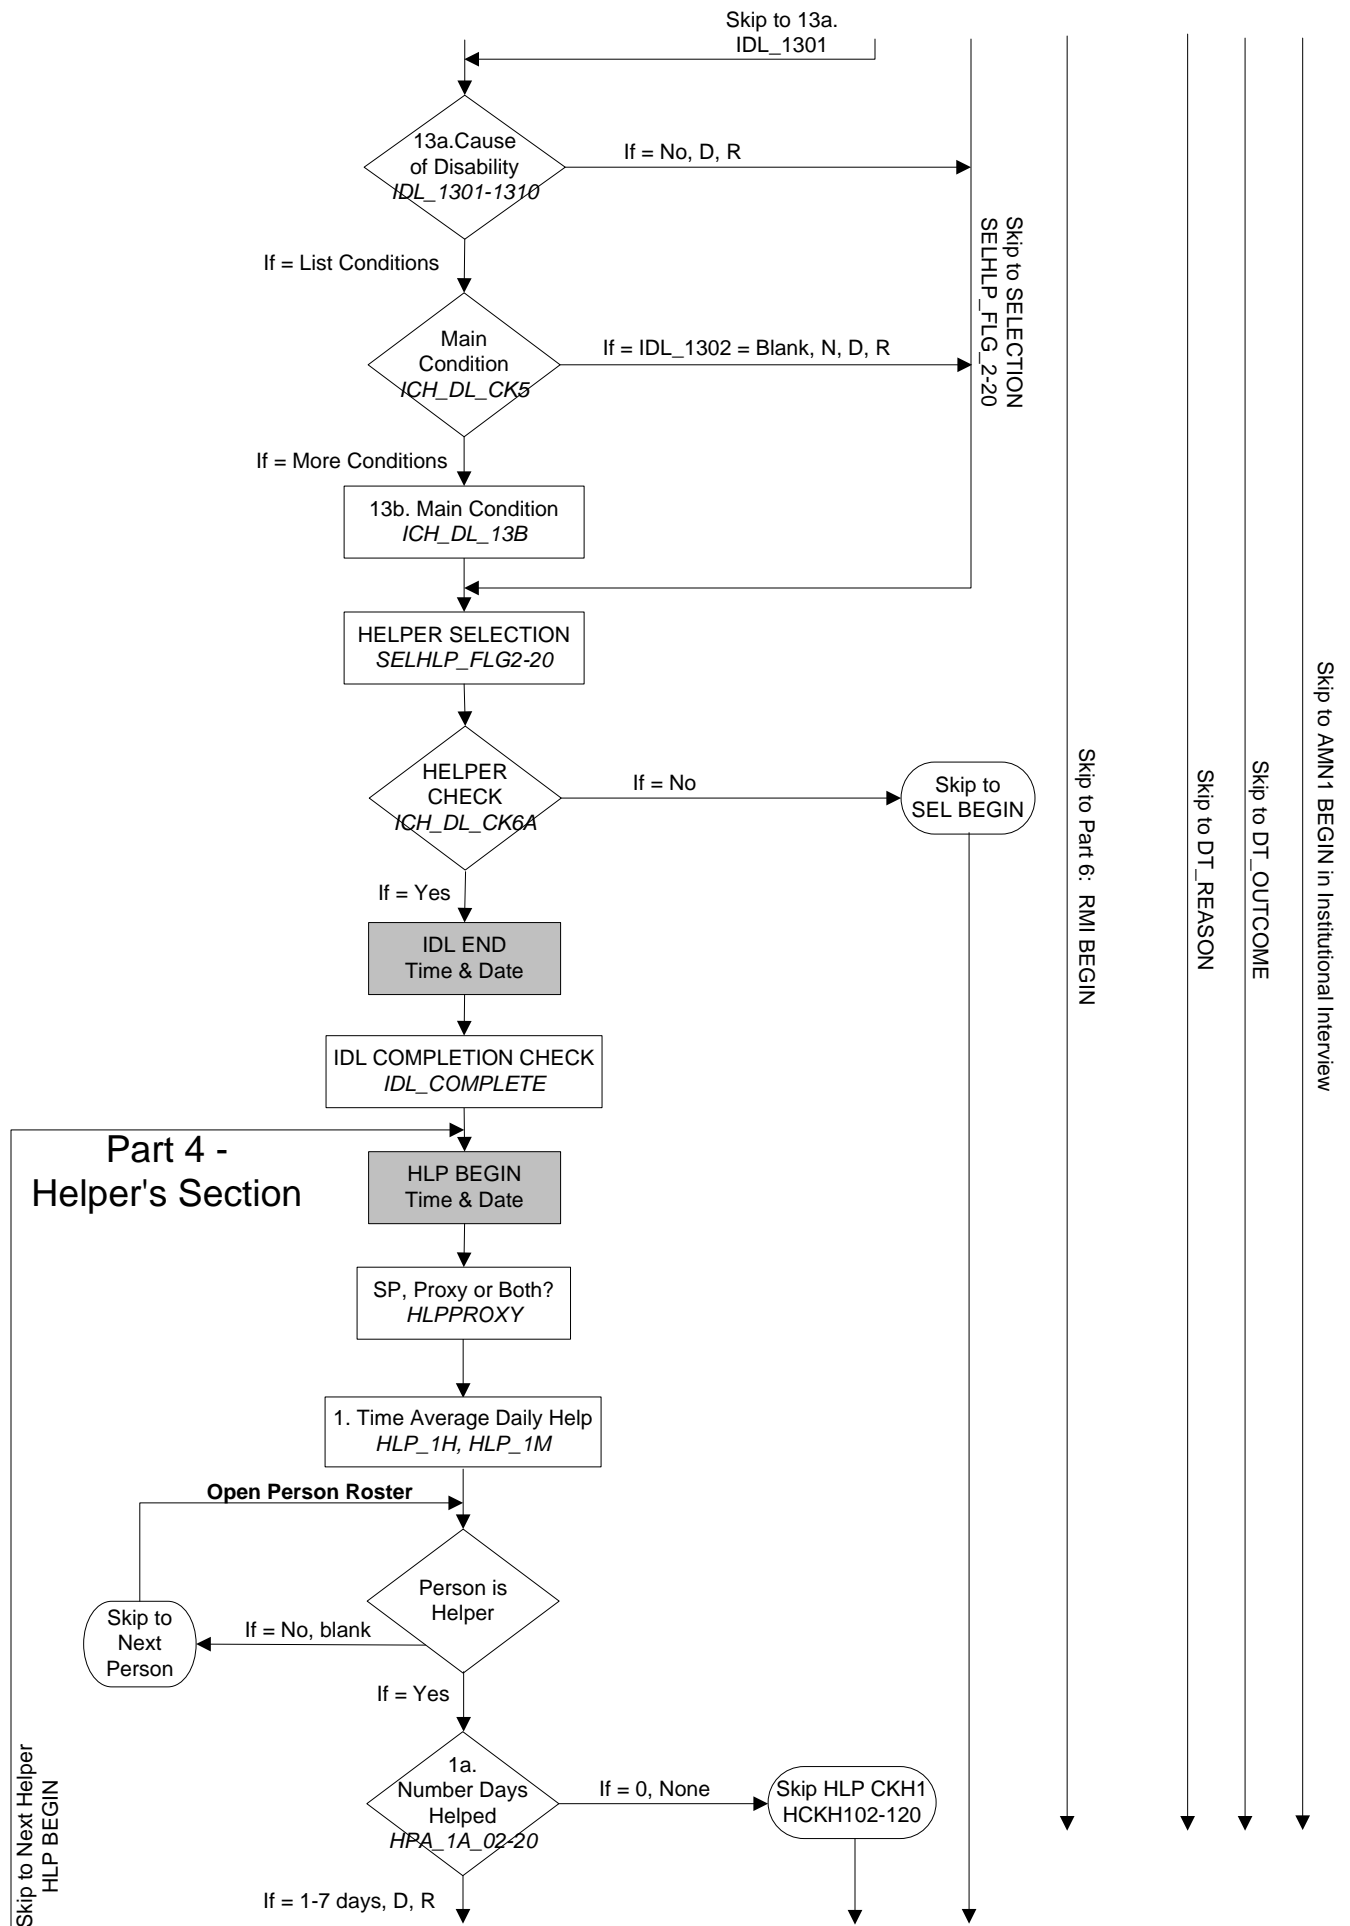 Skip to 13a.
IDL_1301
13a.Cause
of Disability
IDL_1301-1310
If = No, D, R
If = List Conditions
Skip to SELECTION
SELHLP_FLG_2-20
Main
Condition
ICH_DL_CK5
If = IDL_1302 = Blank, N, D, R
If = More Conditions
13b. Main Condition
ICH_DL_13B
HELPER SELECTION
SELHLP_FLG2-20
HELPER
CHECK
ICH_DL_CK6A
If = No
Skip to
SEL BEGIN
If = Yes
Skip to Part 6:  RMI BEGIN
Skip to DT_REASON
Skip to DT_OUTCOME
Skip to AMN1 BEGIN in Institutional Interview
IDL END
Time & Date
IDL COMPLETION CHECK
IDL_COMPLETE
Part 4 -
Helper's Section
HLP BEGIN
Time & Date
SP, Proxy or Both?
HLPPROXY
1. Time Average Daily Help
HLP_1H, HLP_1M
Open Person Roster
Person is
Helper
If = No, blank
Skip to
Next
Person
If = Yes
1a.
Number Days
Helped
HPA_1A_02-20
If = 0, None
Skip HLP CKH1
HCKH102-120
If = 1-7 days, D, R
Skip to Next Helper
HLP BEGIN